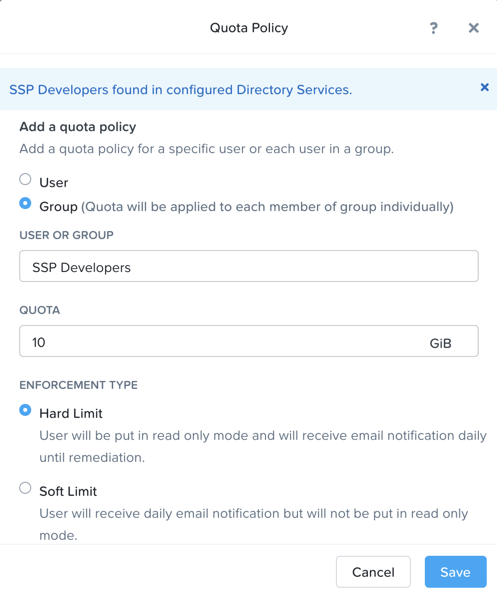 Quota Policy ? ×
SSP Developers found in configured Directory Services. ×
Add a quota policy
Add a quota policy for a specific user or each user in a group.
User
Group (Quota will be applied to each member of group individually)
USER OR GROUP
SSP Developers
QUOTA
10 GiB
ENFORCEMENT TYPE
Hard Limit
User will be put in read only mode and will receive email notification daily
until remediation.
Soft Limit
User will receive daily email notification but will not be put in read only
mode.
Cancel Save